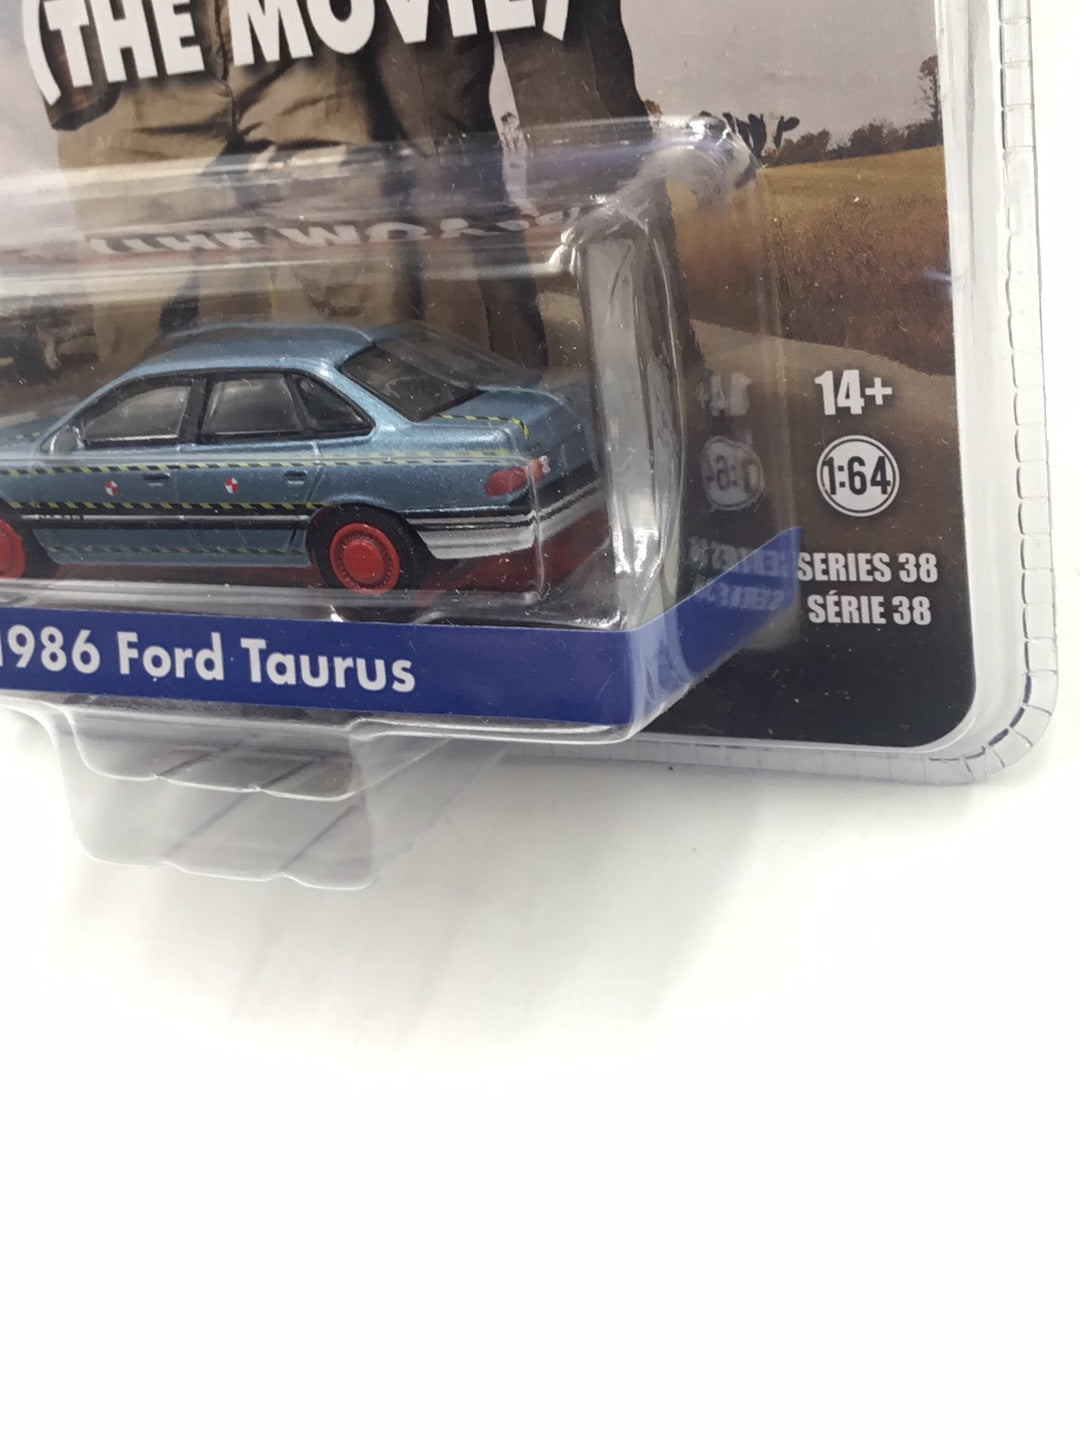 (THE MOVIE)
14+
1:64
SERIES 38
SÉRIE 38
1986 Ford Taurus